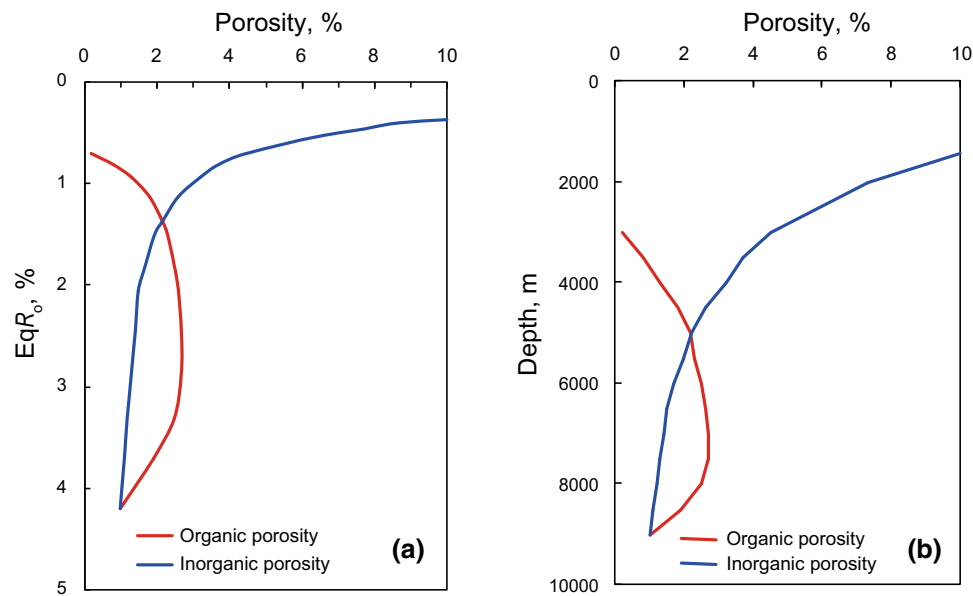 Porosity, %
0 2 4 6 8 10
0
1
2
3
4
5
EqRₒ, %
Organic porosity
Inorganic porosity
(a)
Porosity, %
0 2 4 6 8 10
0
2000
4000
6000
8000
10000
Depth, m
Organic porosity
Inorganic porosity
(b)